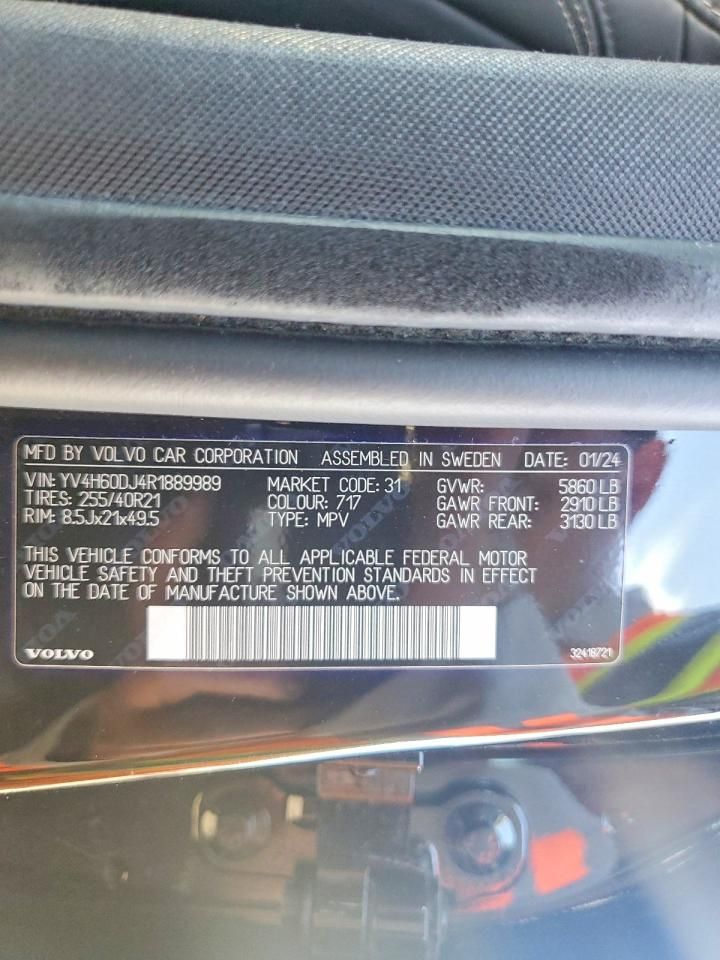 MFD BY VOLVO CAR CORPORATION ASSEMBLED IN SWEDEN DATE: 01/24
VIN: YV4H60DJ4R1889989 MARKET CODE: 31 GVWR: 5860 LB
TIRES: 255/40R21 COLOUR: 717 GAWR FRONT: 2910 LB
RIM: 8.5Jx21x49.5 TYPE: MPV GAWR REAR: 3130 LB
THIS VEHICLE CONFORMS TO ALL APPLICABLE FEDERAL MOTOR
VEHICLE SAFETY AND THEFT PREVENTION STANDARDS IN EFFECT
ON THE DATE OF MANUFACTURE SHOWN ABOVE.
VOLVO 32418721